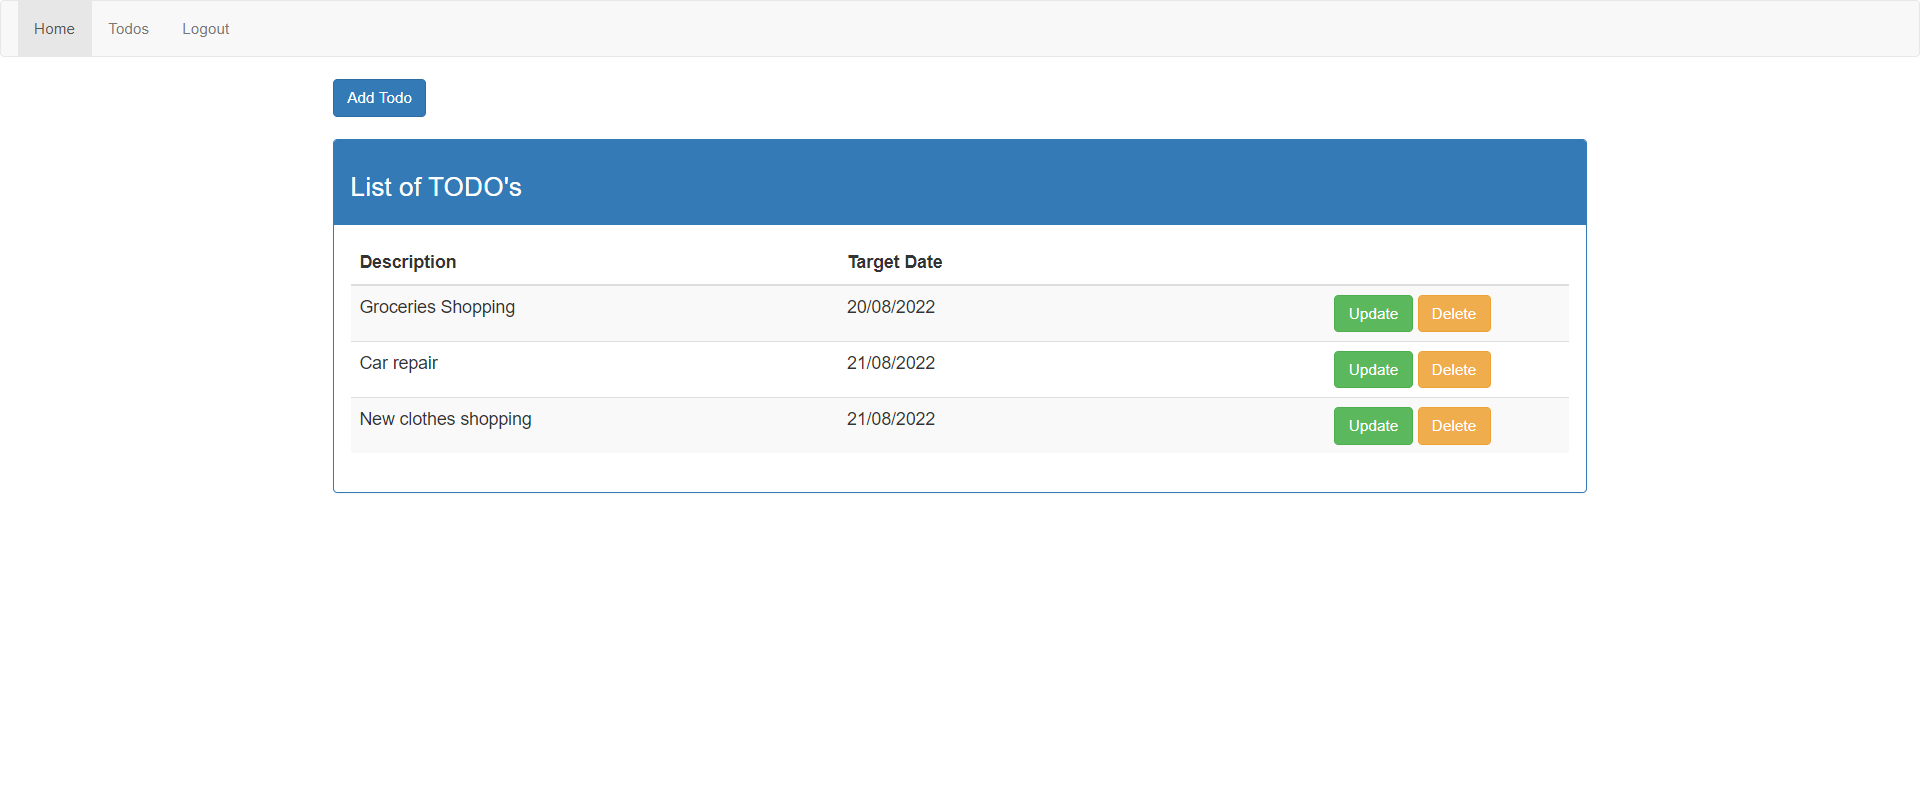 Home Todos Logout
Add Todo
List of TODO's
Description Target Date
Groceries Shopping 20/08/2022 Update Delete
Car repair 21/08/2022 Update Delete
New clothes shopping 21/08/2022 Update Delete